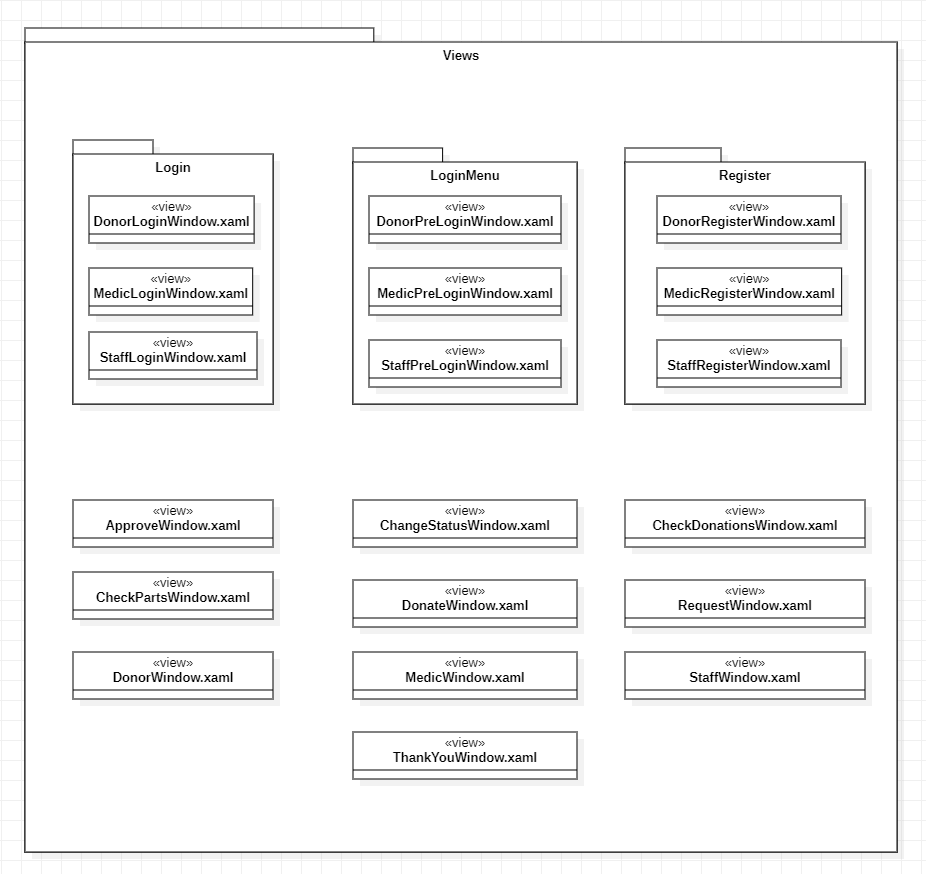 Views
Login
«view»
DonorLoginWindow.xaml
«view»
MedicLoginWindow.xaml
«view»
StaffLoginWindow.xaml
LoginMenu
«view»
DonorPreLoginWindow.xaml
«view»
MedicPreLoginWindow.xaml
«view»
StaffPreLoginWindow.xaml
Register
«view»
DonorRegisterWindow.xaml
«view»
MedicRegisterWindow.xaml
«view»
StaffRegisterWindow.xaml
«view»
ApproveWindow.xaml
«view»
ChangeStatusWindow.xaml
«view»
CheckDonationsWindow.xaml
«view»
CheckPartsWindow.xaml
«view»
DonateWindow.xaml
«view»
RequestWindow.xaml
«view»
DonorWindow.xaml
«view»
MedicWindow.xaml
«view»
StaffWindow.xaml
«view»
ThankYouWindow.xaml